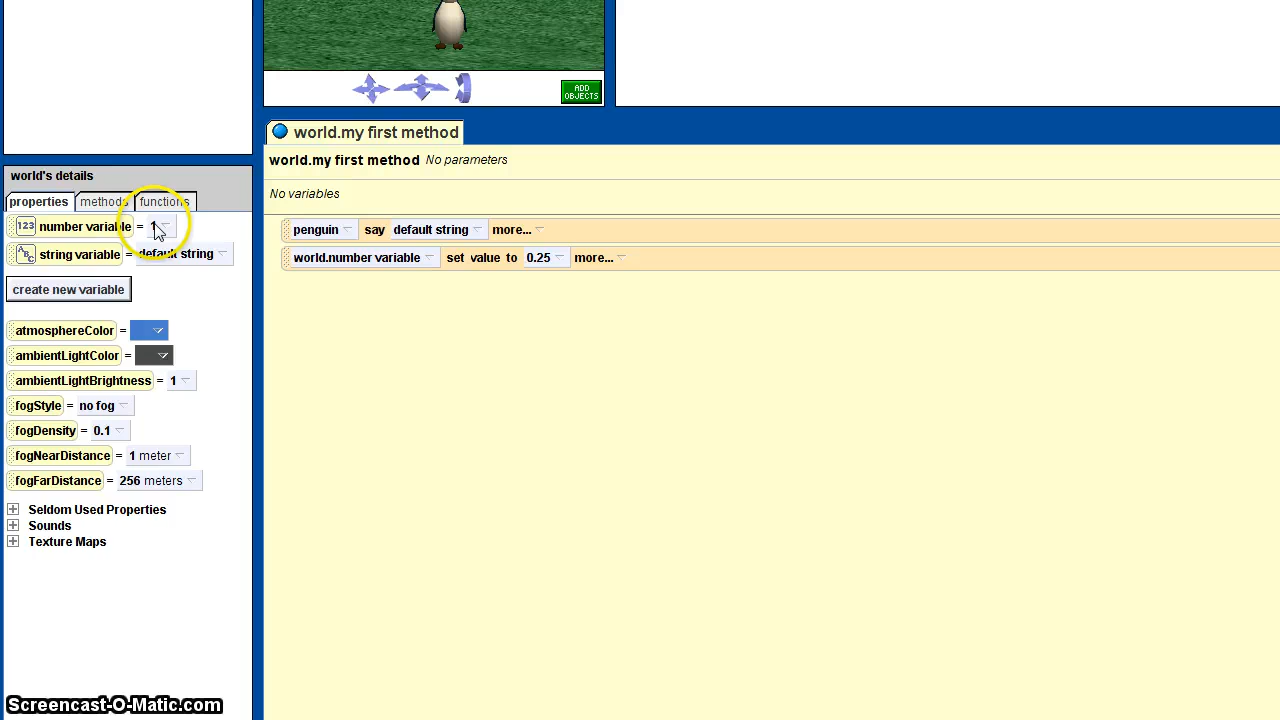 ADD
OBJECTS
world.my first method
world.my first method No parameters
No variables
penguin say default string more...
world.number variable set value to 0.25 more...
world's details
properties methods functions
123 number variable = 1
ABC string variable = default string
create new variable
atmosphereColor =
ambientLightColor =
ambientLightBrightness = 1
fogStyle = no fog
fogDensity = 0.1
fogNearDistance = 1 meter
fogFarDistance = 256 meters
Seldom Used Properties
Sounds
Texture Maps
Screencast-O-Matic.com